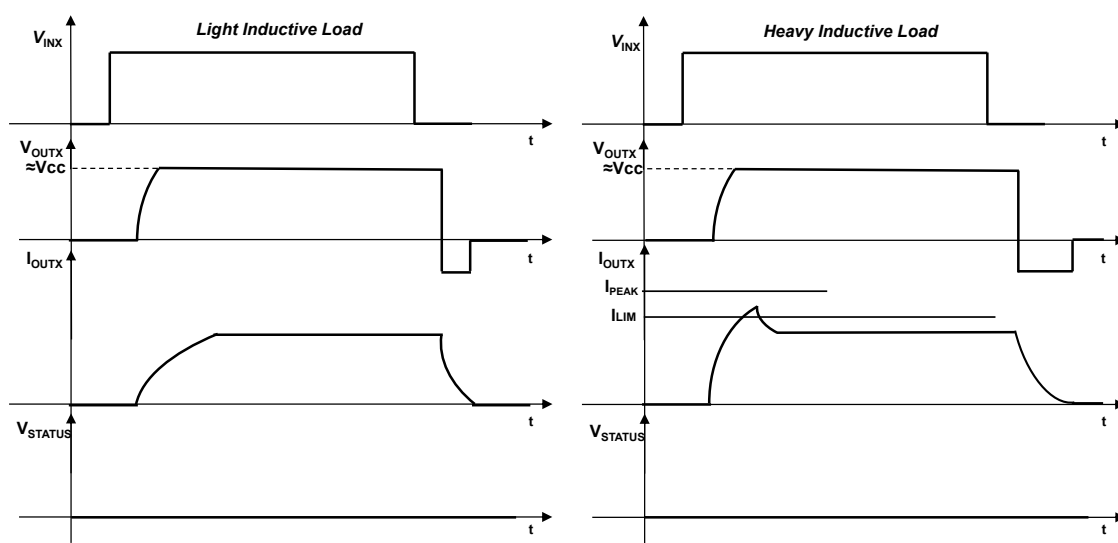 Light Inductive Load
VINX
t
VOUTX
≈Vcc
t
IOUTX
t
VSTATUS
t
Heavy Inductive Load
VINX
t
VOUTX
≈Vcc
t
IOUTX
IPEAK
ILIM
t
VSTATUS
t